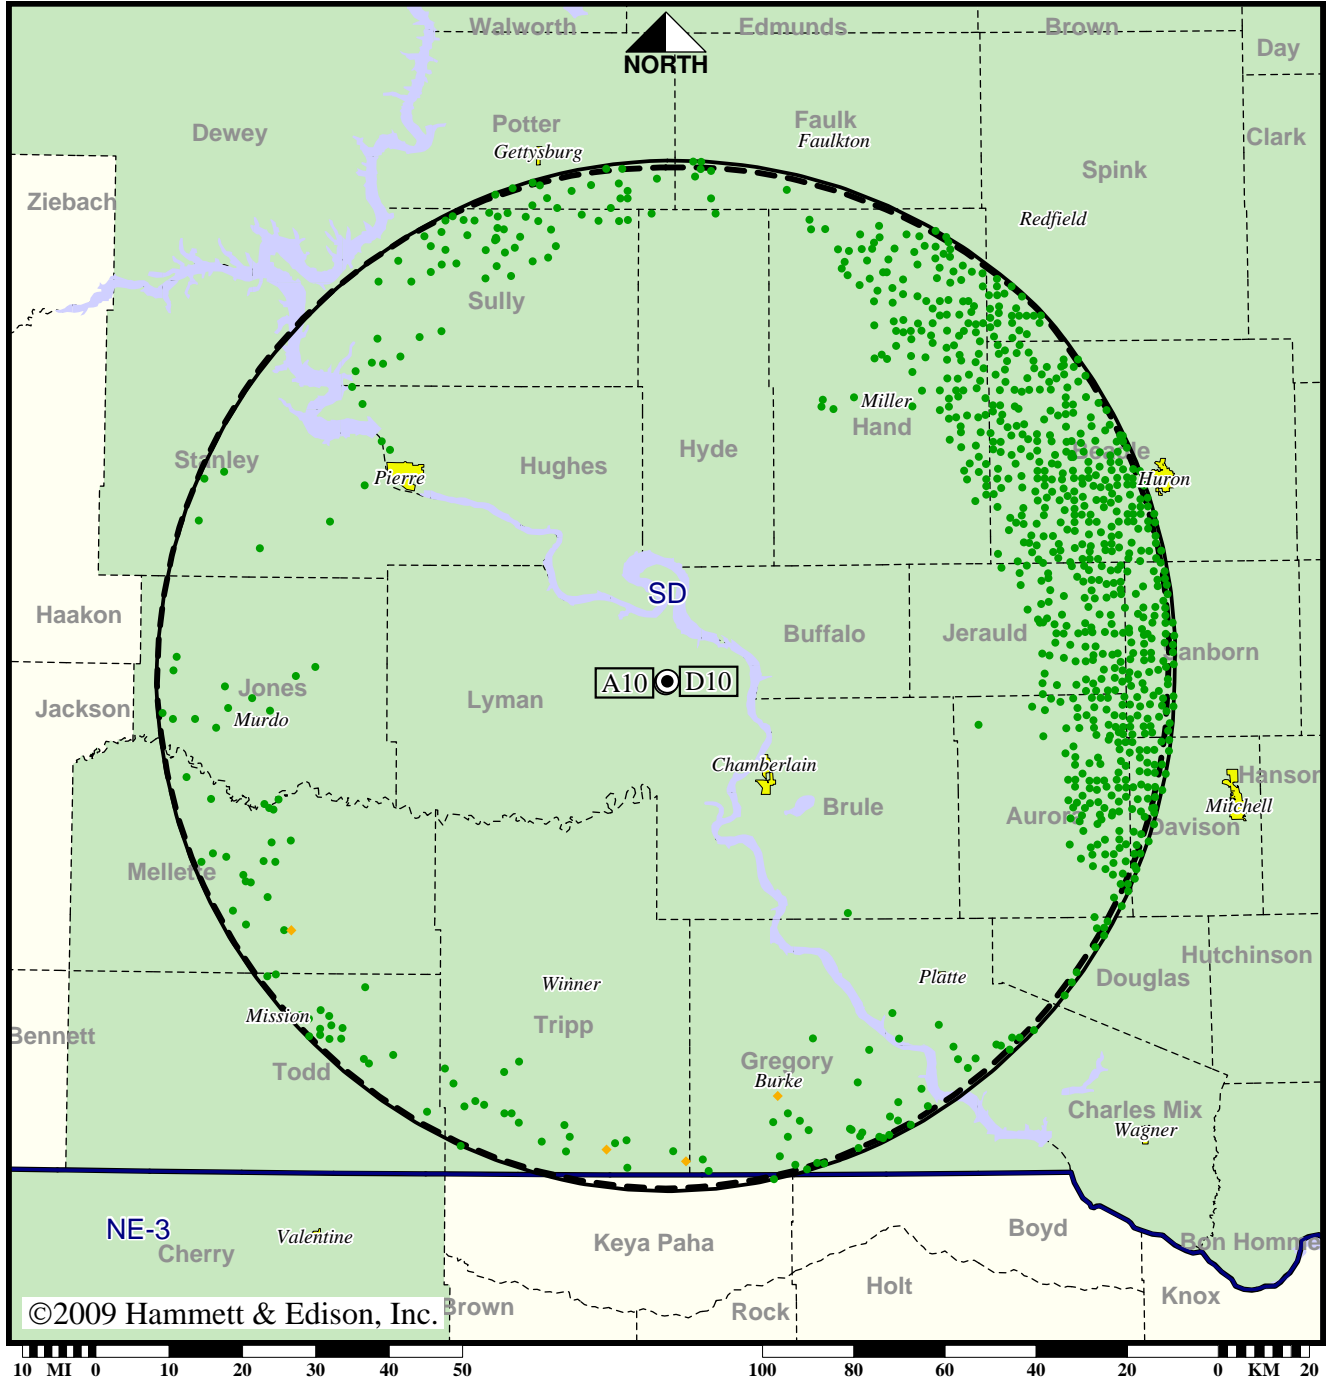 Walworth
Edmunds
Brown
Day
NORTH
Dewey
Potter
Gettysburg
Faulk
Faulkton
Clark
Spink
Ziebach
Redfield
Sully
Miller
Hand
Stanley
Pierre
Hughes
Hyde
Beadle
Huron
SD
Haakon
Buffalo
Jerauld
anborn
A10
D10
Jones
Murdo
Lyman
Jackson
Chamberlain
Brule
Aurora
Hanson
Mitchell
Davison
Mellette
Winner
Tripp
Platte
Hutchinson
Douglas
Mission
Bennett
Todd
Gregory
Burke
Charles Mix
Wagner
NE-3
Cherry
Valentine
Keya Paha
Boyd
Bon Homme
Holt
Knox
Brown
Rock
©2009 Hammett & Edison, Inc.
10 MI 0 10 20 30 40 50 100 80 60 40 20 0 KM 20